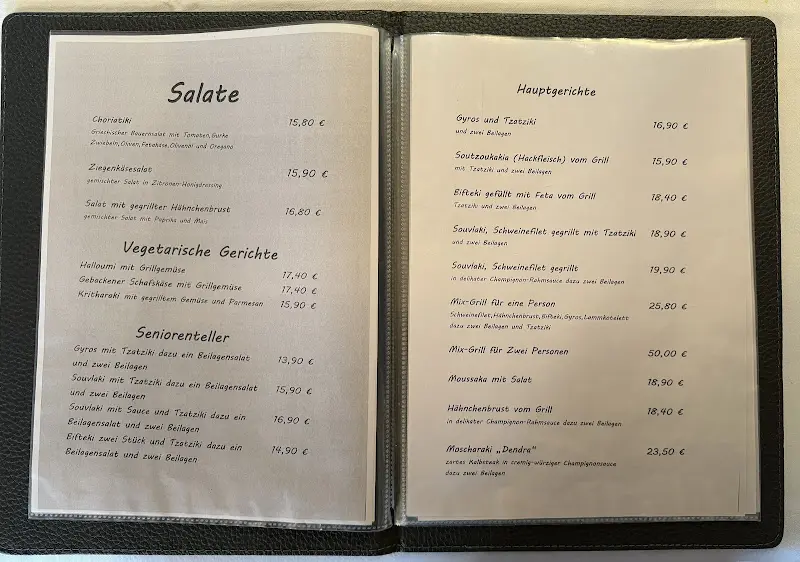 Salate
Choriatiki 15,80 €
Griechischer Bauernsalat mit Tomaten,Gurke
Zwiebeln,Oliven,Fetakäse,Olivenöl und Oregano
Ziegenkäsesalat 15,90 €
gemischter Salat in Zitronen-Honigdressing
Salat mit gegrillter Hähnchenbrust 16,80 €
gemischter Salat mit Paprika und Mais
Vegetarische Gerichte
Halloumi mit Grillgemüse 17,40 €
Gebackener Schafskäse mit Grillgemüse 17,40 €
Kritharaki mit gegrilltem Gemüse und Parmesan 15,90 €
Seniorenteller
Gyros mit Tzatziki dazu ein Beilagensalat 13,90 €
und zwei Beilagen
Souvlaki mit Tzatziki dazu ein Beilagensalat 15,90 €
und zwei Beilagen
Souvlaki mit Sauce und Tzatziki dazu ein 16,90 €
Beilagensalat und zwei Beilagen
Eifteki zwei Stück und Tzatziki dazu ein 14,90 €
Beilagensalat und zwei Beilagen
Hauptgerichte
Gyros und Tzatziki 16,90 €
und zwei Beilagen
Soutzoukakia (Hackfleisch) vom Grill 15,90 €
mit Tzatziki und zwei Beilagen
Bifteki gefüllt mit Feta vom Grill 18,40 €
Tzatziki und zwei Beilagen
Souvlaki, Schweinefilet gegrillt mit Tzatziki 18,90 €
und zwei Beilagen
Souvlaki, Schweinefilet gegrillt 19,90 €
in delikater Champignon-Rahmsauce dazu zwei Beilagen
Mix-Grill für eine Person 25,80 €
Schweinefilet,Hähnchenbrust,Bifteki,Gyros,Lammkotelett
dazu zwei Beilagen und Tzatziki
Mix-Grill für Zwei Personen 50,00 €
Moussaka mit Salat 18,90 €
Hähnchenbrust vom Grill 18,40 €
in delikater Champignon-Rahmsauce dazu zwei Beilagen
Moscharaki „Dendra" 23,50 €
zartes Kalbsteak in cremig-würziger Champignonsauce
dazu zwei Beilagen